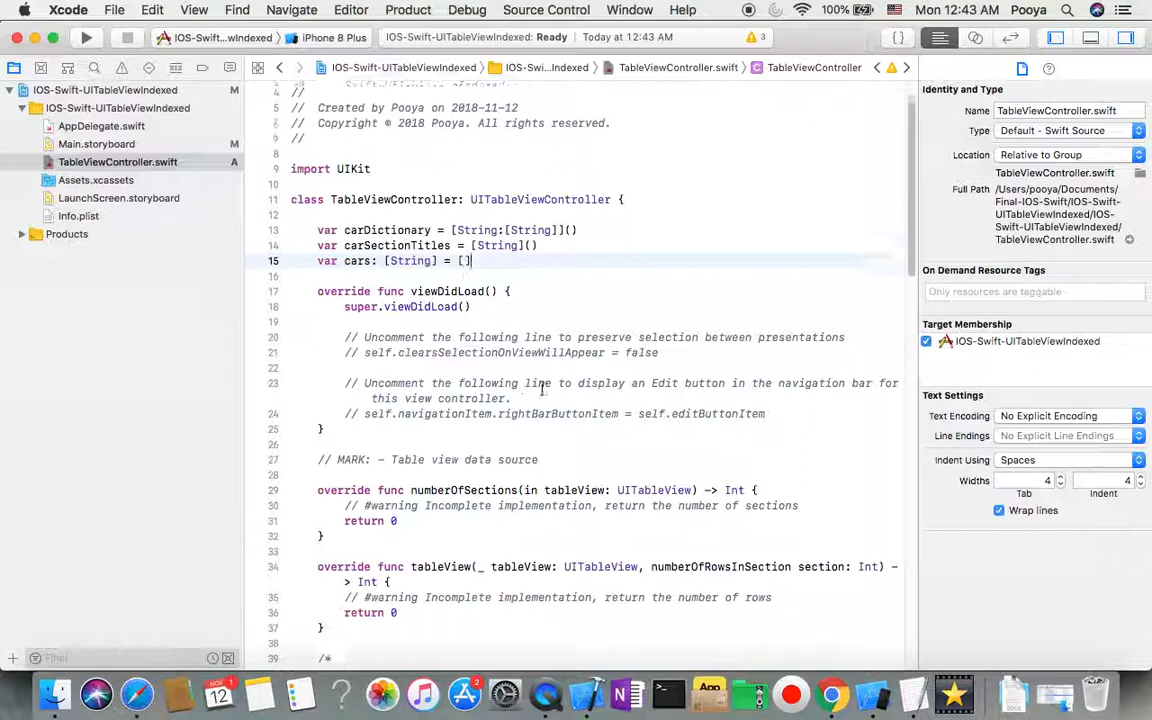 Xcode File Edit View Find Navigate Editor Product Debug Source Control Window Help 100% Mon 12:43 AM Pooya
IOS-Swift...wIndexed iPhone 8 Plus IOS-Swift-UITableViewIndexed: Ready Today at 12:43 AM 3
IOS-Swift-UITableViewIndexed IOS-Swi...Indexed TableViewController.swift TableViewController
IOS-Swift-UITableViewIndexed M
IOS-Swift-UITableViewIndexed
AppDelegate.swift
Main.storyboard M
TableViewController.swift A
Assets.xcassets
LaunchScreen.storyboard
Info.plist
Products
Filter
4 //
5 // Created by Pooya on 2018-11-12
6 // Copyright © 2018 Pooya. All rights reserved.
7 //
8
9 import UIKit
10
11 class TableViewController: UITableViewController {
12
13 var carDictionary = [String:[String]]()
14 var carSectionTitles = [String]()
15 var cars: [String] = []
16
17 override func viewDidLoad() {
18 super.viewDidLoad()
19
20 // Uncomment the following line to preserve selection between presentations
21 // self.clearsSelectionOnViewWillAppear = false
22
23 // Uncomment the following line to display an Edit button in the navigation bar for
this view controller.
24 // self.navigationItem.rightBarButtonItem = self.editButtonItem
25 }
26
27 // MARK: - Table view data source
28
29 override func numberOfSections(in tableView: UITableView) -> Int {
30 // #warning Incomplete implementation, return the number of sections
31 return 0
32 }
33
34 override func tableView(_ tableView: UITableView, numberOfRowsInSection section: Int) -
> Int {
35 // #warning Incomplete implementation, return the number of rows
36 return 0
37 }
38
39 /*
Identity and Type
Name TableViewController.swift
Type Default - Swift Source
Location Relative to Group
TableViewController.swift
Full Path /Users/pooya/Documents/
Final-IOS-Swift/IOS-
Swift-
UITableViewIndexed/IOS-
Swift-
UITableViewIndexed/
TableViewController.swift
On Demand Resource Tags
Only resources are taggable
Target Membership
IOS-Swift-UITableViewIndexed
Text Settings
Text Encoding No Explicit Encoding
Line Endings No Explicit Line Endings
Indent Using Spaces
Widths 4 4
Tab Indent
Wrap lines
NOV
12
1
2
App